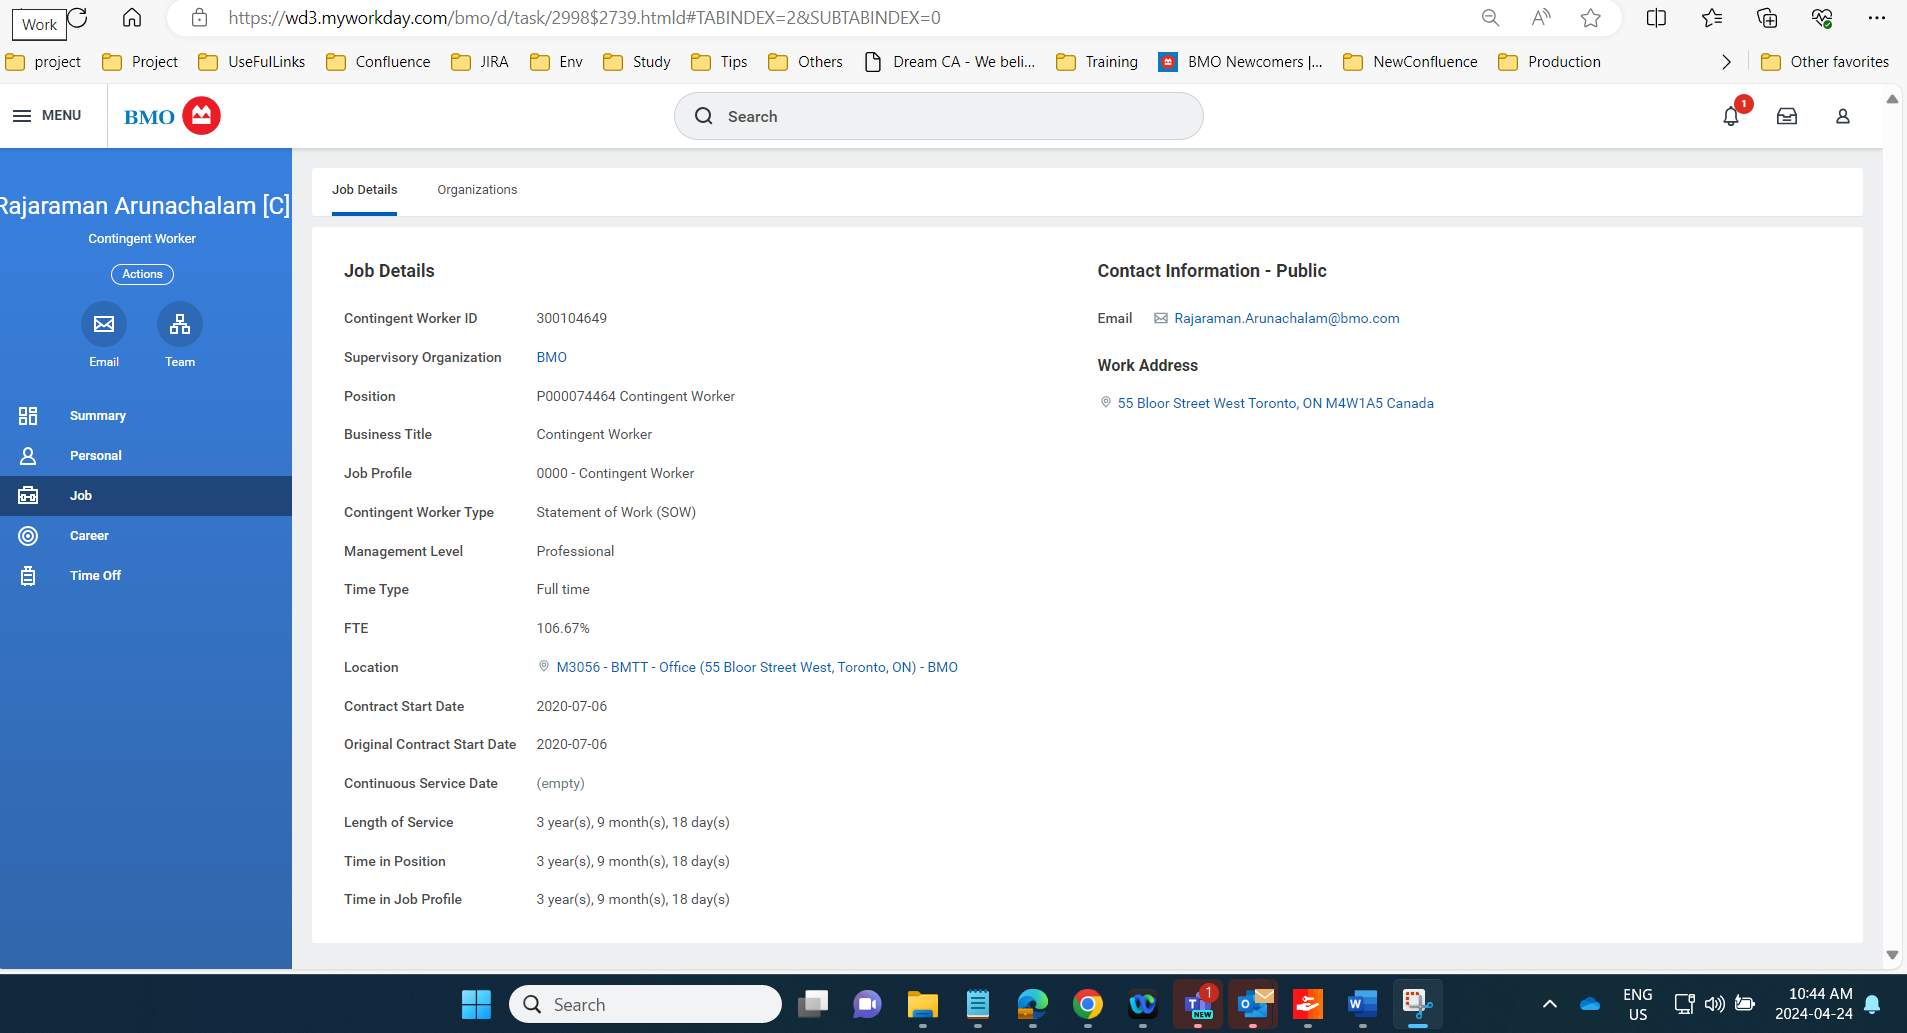 Work
https://wd3.myworkday.com/bmo/d/task/2998$2739.htmld#TABINDEX=2&SUBTABINDEX=0
project Project UseFulLinks Confluence JIRA Env Study Tips Others Dream CA - We beli... Training BMO Newcomers |... NewConfluence Production Other favorites
MENU BMO Search 1
Rajaraman Arunachalam [C]
Contingent Worker
Actions
Email Team
Summary
Personal
Job
Career
Time Off
Job Details Organizations
Job Details
Contingent Worker ID 300104649
Supervisory Organization BMO
Position P000074464 Contingent Worker
Business Title Contingent Worker
Job Profile 0000 - Contingent Worker
Contingent Worker Type Statement of Work (SOW)
Management Level Professional
Time Type Full time
FTE 106.67%
Location M3056 - BMTT - Office (55 Bloor Street West, Toronto, ON) - BMO
Contract Start Date 2020-07-06
Original Contract Start Date 2020-07-06
Continuous Service Date (empty)
Length of Service 3 year(s), 9 month(s), 18 day(s)
Time in Position 3 year(s), 9 month(s), 18 day(s)
Time in Job Profile 3 year(s), 9 month(s), 18 day(s)
Contact Information - Public
Email Rajaraman.Arunachalam@bmo.com
Work Address
55 Bloor Street West Toronto, ON M4W1A5 Canada
Search 1 NEW ENG 10:44 AM
US 2024-04-24